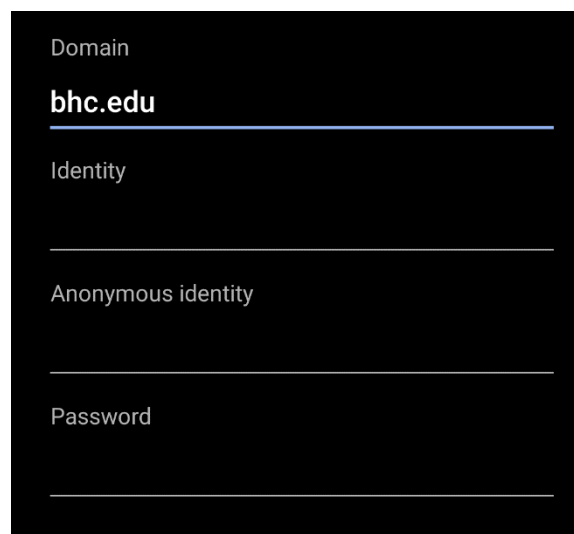 Domain
bhc.edu
Identity
Anonymous identity
Password